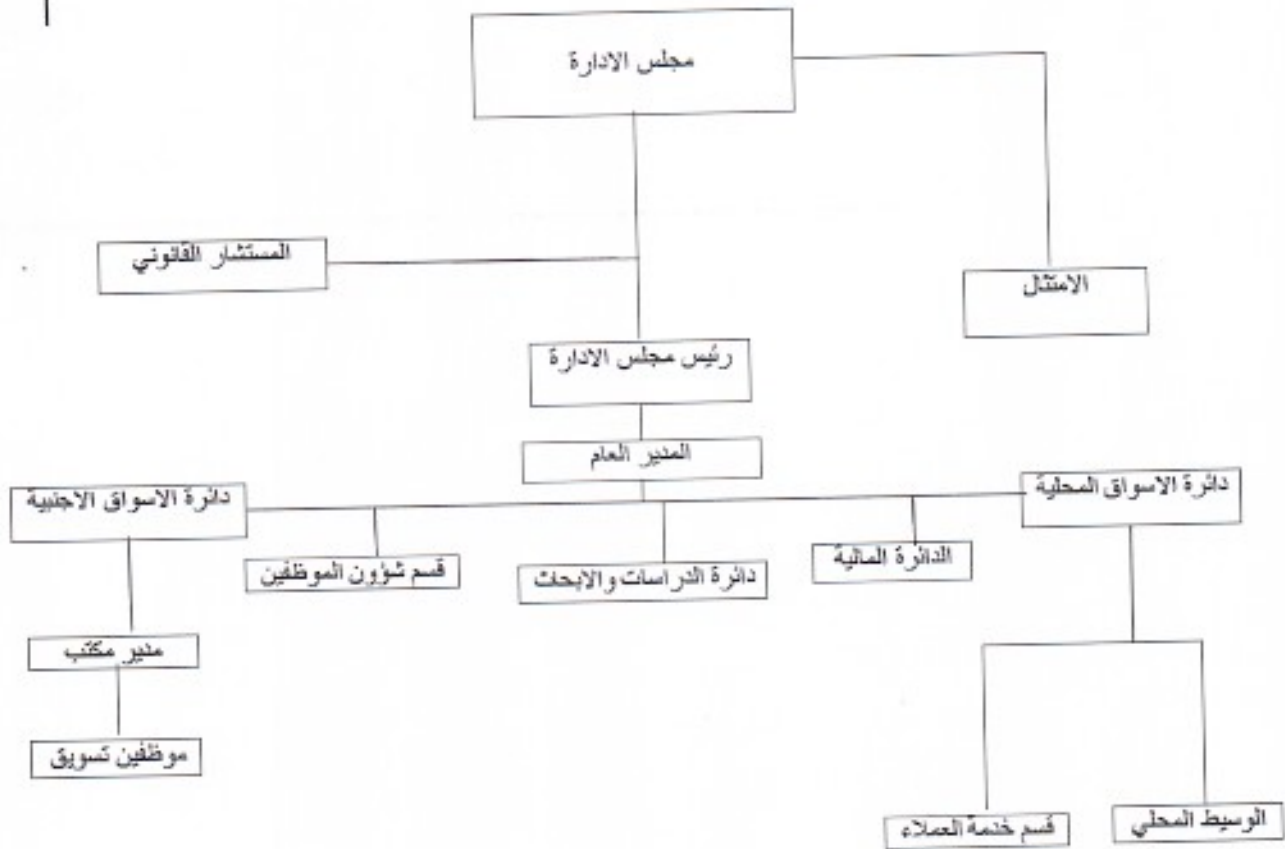 مجلس الادارة
المستشار القانوني
الامتثال
رئيس مجلس الادارة
المدير العام
دائرة الاسواق المحلية
دائرة الاسواق الاجنبية
الدائرة المالية
دائرة الدراسات والابحاث
قسم شؤون الموظفين
مدير مكتب
موظفين تسويق
الوسيط المحلي
قسم خدمة العملاء